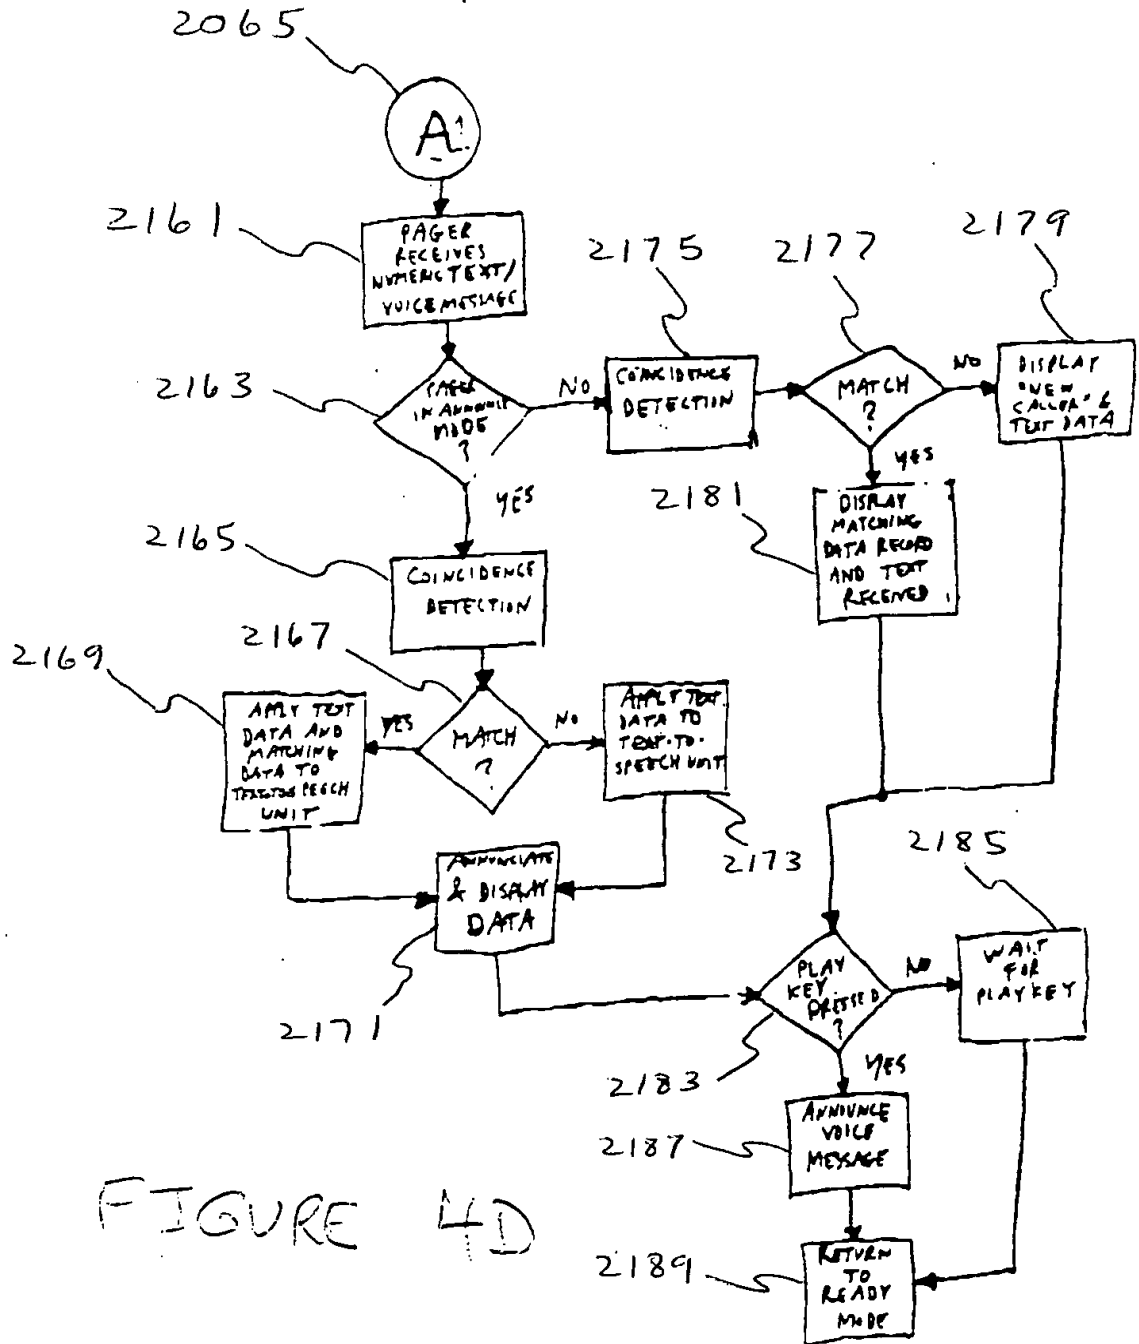 2065
A1
2161
PAGER
RECEIVES
NUMERIC TEXT/
VOICE MESSAGE
2163
PAGER
IN ANNOUNCE
MODE
?
NO
YES
2175
COINCIDENCE
DETECTION
2177
MATCH
?
NO
YES
2179
DISPLAY
"NEW
CALLER" &
TEXT DATA
2181
DISPLAY
MATCHING
DATA RECORD
AND TEXT
RECEIVED
2165
COINCIDENCE
DETECTION
2167
MATCH
?
YES
NO
2169
APPLY TEXT
DATA AND
MATCHING
DATA TO
TEXT-TO-SPEECH
UNIT
APPLY TEXT
DATA TO
TEXT-TO-
SPEECH UNIT
2173
ANNUNCIATE
& DISPLAY
DATA
2171
PLAY
KEY
PRESSED
?
NO
YES
2183
2185
WAIT
FOR
PLAY KEY
2187
ANNOUNCE
VOICE
MESSAGE
2189
RETURN
TO
READY
MODE
FIGURE 4D